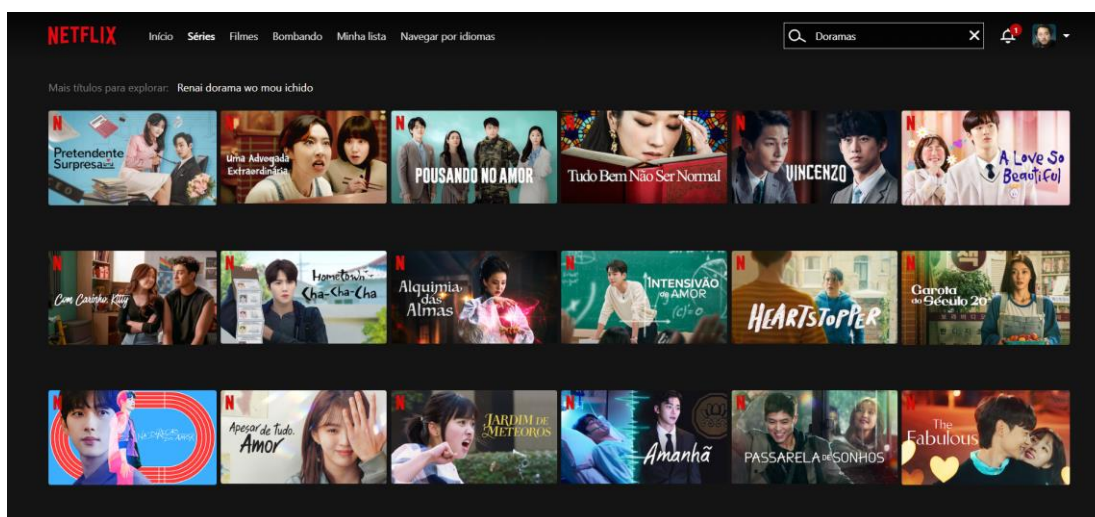 NETFLIX Início Séries Filmes Bombando Minha lista Navegar por idiomas Doramas 1
Mais títulos para explorar: Renai dorama wo mou ichido
Pretendente
Surpresa
Uma Advogada
Extraordinária
POUSANDO NO AMOR
Tudo Bem Não Ser Normal
VINCENZO
A Love So
Beautiful
Com Carinho, Kitty
Hometown
Cha-Cha-Cha
Alquimia
das
Almas
INTENSIVÃO
DE AMOR
HEARTSTOPPER
Garota
do Século 20
Apesar de Tudo,
Amor
JARDIM DE
METEOROS
Amanhã
PASSARELA DE SONHOS
The
Fabulous